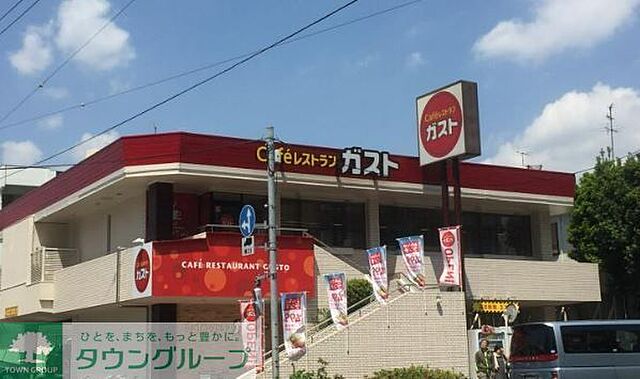 Caféレストラン ガスト
Caféレストラン
ガスト
ガスト
CAFÉ RESTAURANT GUSTO
ひとを、まちを、もっと豊かに。
タウングループ
TOWN GROUP